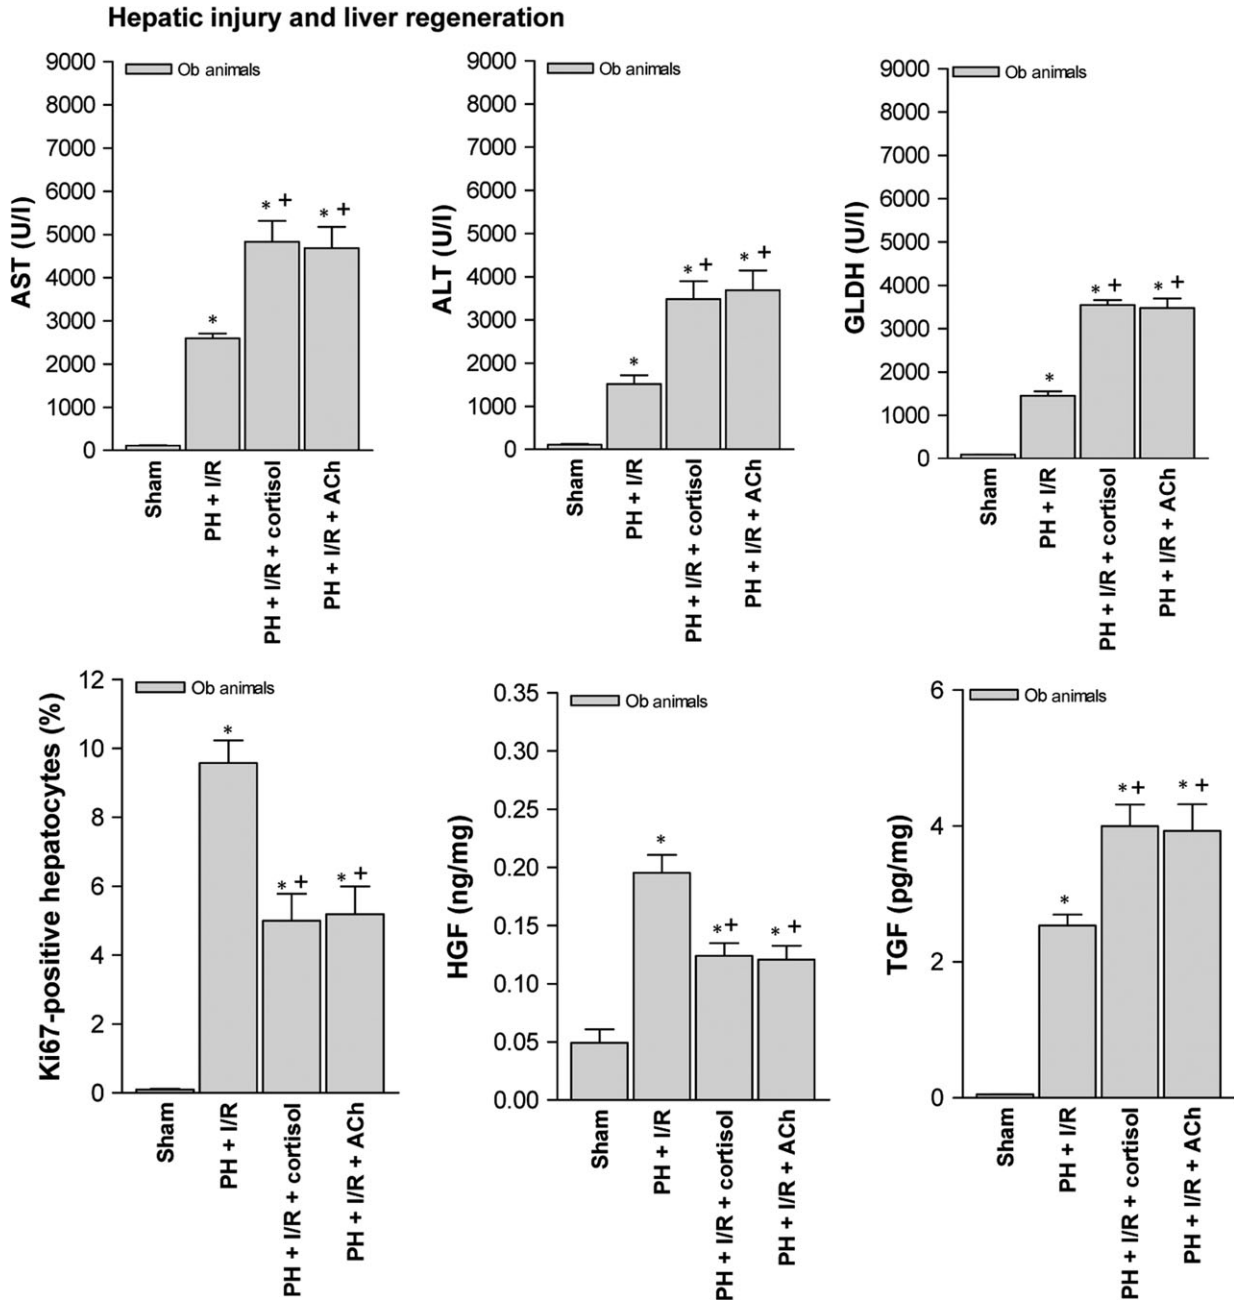 Hepatic injury and liver regeneration
AST (U/l)
9000
8000
7000
6000
5000
4000
3000
2000
1000
0
Ob animals
*
* +
* +
Sham
PH + I/R
PH + I/R + cortisol
PH + I/R + ACh
ALT (U/l)
9000
8000
7000
6000
5000
4000
3000
2000
1000
0
Ob animals
*
* +
* +
Sham
PH + I/R
PH + I/R + cortisol
PH + I/R + ACh
GLDH (U/l)
9000
8000
7000
6000
5000
4000
3000
2000
1000
0
Ob animals
*
* +
* +
Sham
PH + I/R
PH + I/R + cortisol
PH + I/R + ACh
Ki67-positive hepatocytes (%)
12
10
8
6
4
2
0
Ob animals
*
* +
* +
Sham
PH + I/R
PH + I/R + cortisol
PH + I/R + ACh
HGF (ng/mg)
0.35
0.30
0.25
0.20
0.15
0.10
0.05
0.00
Ob animals
*
* +
* +
Sham
PH + I/R
PH + I/R + cortisol
PH + I/R + ACh
TGF (pg/mg)
6
4
2
0
Ob animals
*
* +
* +
Sham
PH + I/R
PH + I/R + cortisol
PH + I/R + ACh